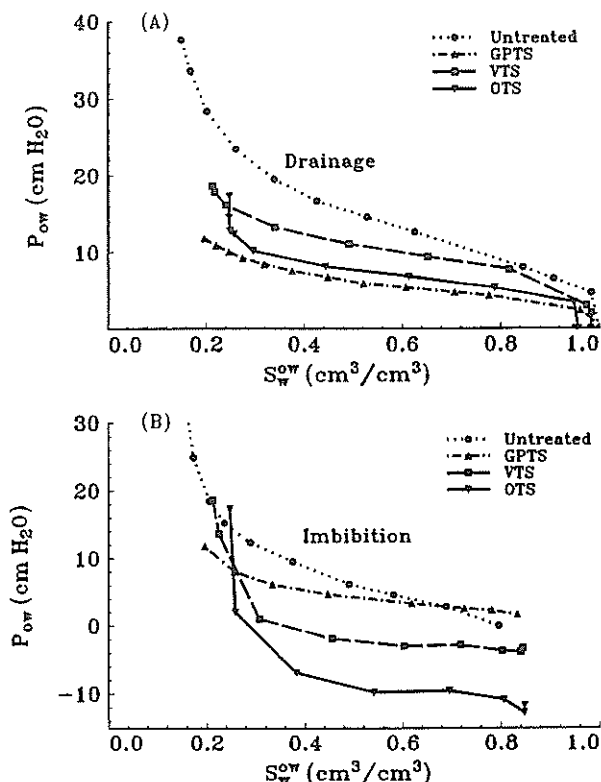 (A)
Untreated
GPTS
VTS
OTS
Drainage
40
30
20
10
P_ow (cm H₂O)
0.0 0.2 0.4 0.6 0.8 1.0
S_w^ow (cm³/cm³)
(B)
Untreated
GPTS
VTS
OTS
Imbibition
30
20
10
0
-10
P_ow (cm H₂O)
0.0 0.2 0.4 0.6 0.8 1.0
S_w^ow (cm³/cm³)